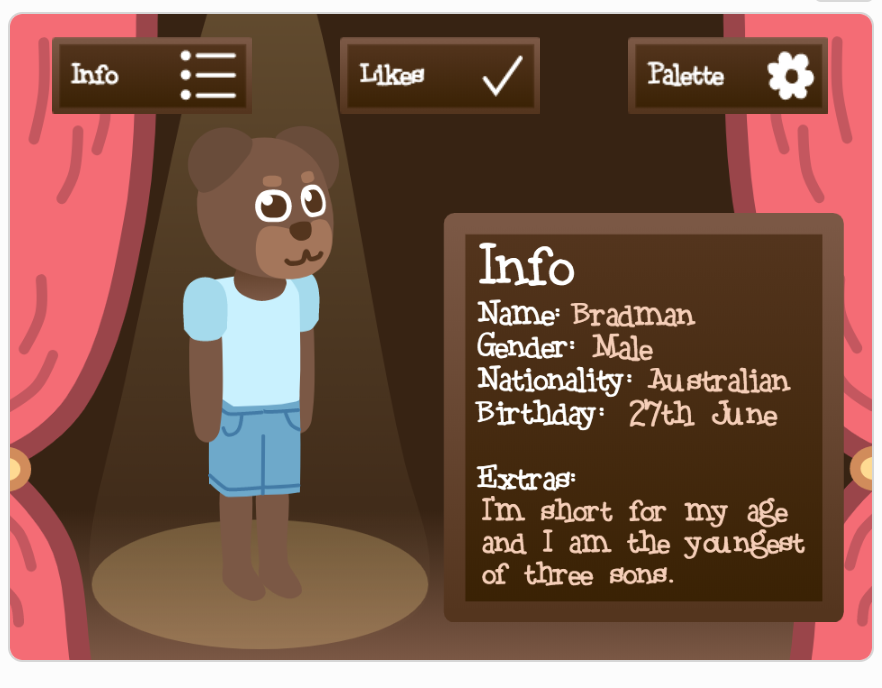 Info
Likes
Palette
Info
Name: Bradman
Gender: Male
Nationality: Australian
Birthday: 27th June
Extras:
I'm short for my age
and I am the youngest
of three sons.